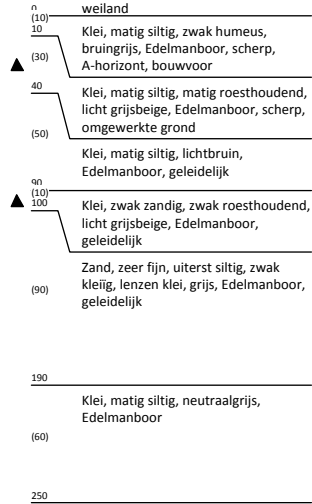 0
weiland
(10)
10
Klei, matig siltig, zwak humeus,
bruingrijs, Edelmanboor, scherp,
A-horizont, bouwvoor
(30)
40
Klei, matig siltig, matig roesthoudend,
licht grijsbeige, Edelmanboor, scherp,
omgewerkte grond
(50)
Klei, matig siltig, lichtbruin,
Edelmanboor, geleidelijk
90
(10)
100
Klei, zwak zandig, zwak roesthoudend,
licht grijsbeige, Edelmanboor,
geleidelijk
Zand, zeer fijn, uiterst siltig, zwak
kleiïg, lenzen klei, grijs, Edelmanboor,
geleidelijk
(90)
190
Klei, matig siltig, neutraalgrijs,
Edelmanboor
(60)
250